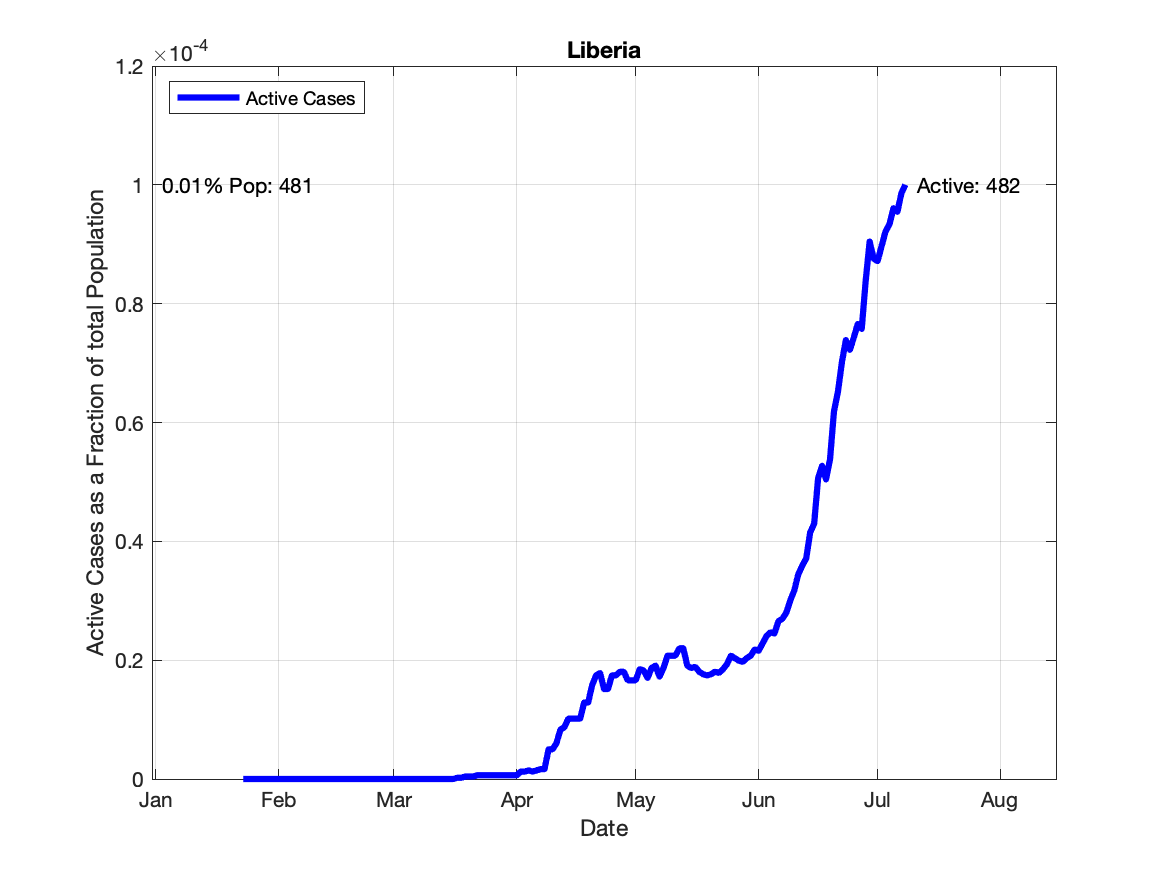 Liberia
×10-4
1.2
1
0.8
0.6
0.4
0.2
0
Active Cases
0.01% Pop: 481
Active: 482
Active Cases as a Fraction of total Population
Jan Feb Mar Apr May Jun Jul Aug
Date